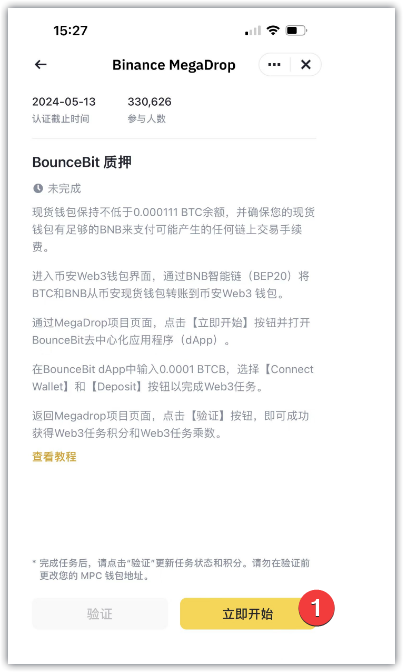 15:27
Binance MegaDrop
2024-05-13 330,626
认证截止时间 参与人数
BounceBit 质押
未完成
现货钱包保持不低于0.000111 BTC余额，并确保您的现货
钱包有足够的BNB来支付可能产生的任何链上交易手续
费。
进入币安Web3钱包界面，通过BNB智能链（BEP20）将
BTC和BNB从币安现货钱包转账到币安Web3 钱包。
通过MegaDrop项目页面，点击【立即开始】按钮并打开
BounceBit去中心化应用程序（dApp）。
在BounceBit dApp中输入0.0001 BTCB，选择【Connect
Wallet】和【Deposit】按钮以完成Web3任务。
返回Megadrop项目页面，点击【验证】按钮，即可成功
获得Web3任务积分和Web3任务乘数。
查看教程
* 完成任务后，请点击“验证”更新任务状态和积分。请勿在验证前
更改您的 MPC 钱包地址。
验证 立即开始 1